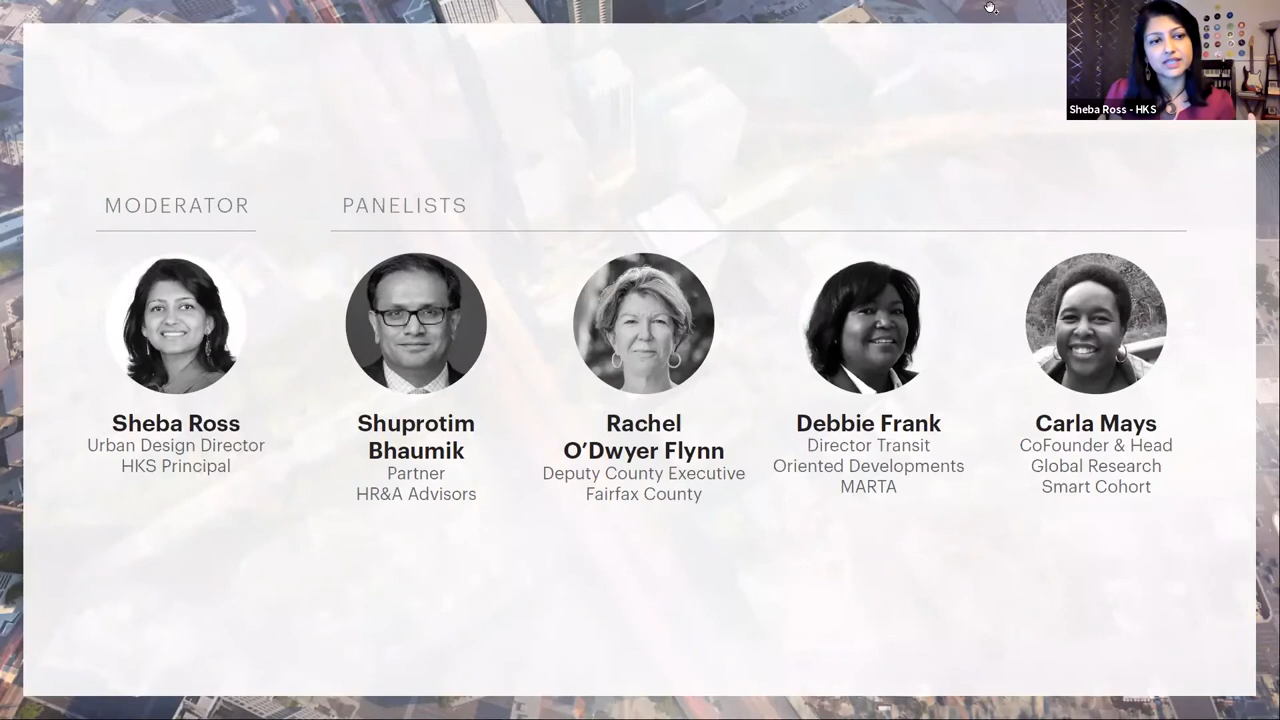 Sheba Ross - HKS
MODERATOR
PANELISTS
Sheba Ross
Urban Design Director
HKS Principal
Shuprotim
Bhaumik
Partner
HR&A Advisors
Rachel
O’Dwyer Flynn
Deputy County Executive
Fairfax County
Debbie Frank
Director Transit
Oriented Developments
MARTA
Carla Mays
CoFounder & Head
Global Research
Smart Cohort